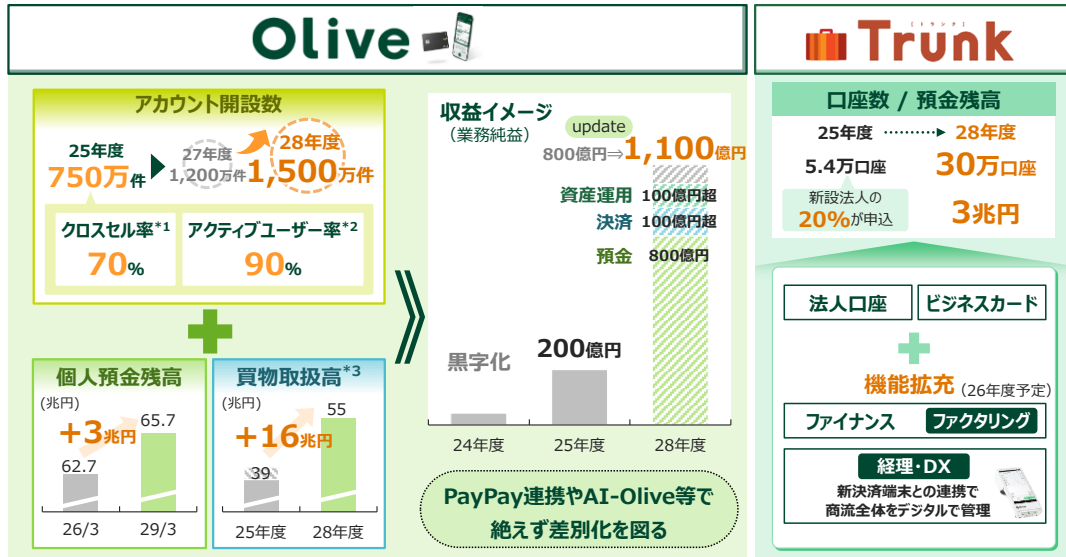 Olive
アカウント開設数
25年度
750万件
27年度
1,200万件
28年度
1,500万件
クロスセル率*1
70%
アクティブユーザー率*2
90%
個人預金残高
(兆円)
+3兆円
62.7
65.7
26/3
29/3
買物取扱高*3
(兆円)
+16兆円
39
55
25年度
28年度
収益イメージ
（業務純益）
update
800億円⇒1,100億円
資産運用 100億円超
決済 100億円超
預金 800億円
黒字化
200億円
24年度
25年度
28年度
PayPay連携やAI-Olive等で
絶えず差別化を図る
[トランク]
Trunk
口座数 / 預金残高
25年度
28年度
5.4万口座
30万口座
新設法人の
20%が申込
3兆円
法人口座
ビジネスカード
機能拡充 (26年度予定)
ファイナンス
ファクタリング
経理・DX
新決済端末との連携で
商流全体をデジタルで管理